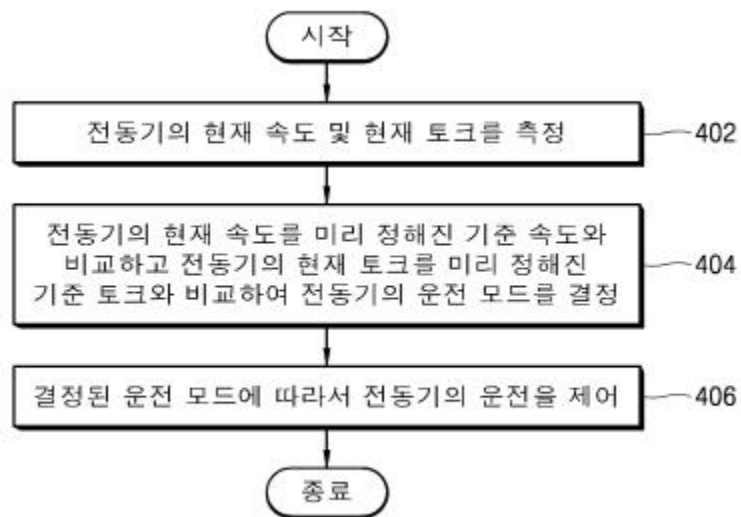 시작
전동기의 현재 속도 및 현재 토크를 측정
402
전동기의 현재 속도를 미리 정해진 기준 속도와
비교하고 전동기의 현재 토크를 미리 정해진
기준 토크와 비교하여 전동기의 운전 모드를 결정
404
결정된 운전 모드에 따라서 전동기의 운전을 제어
406
종료